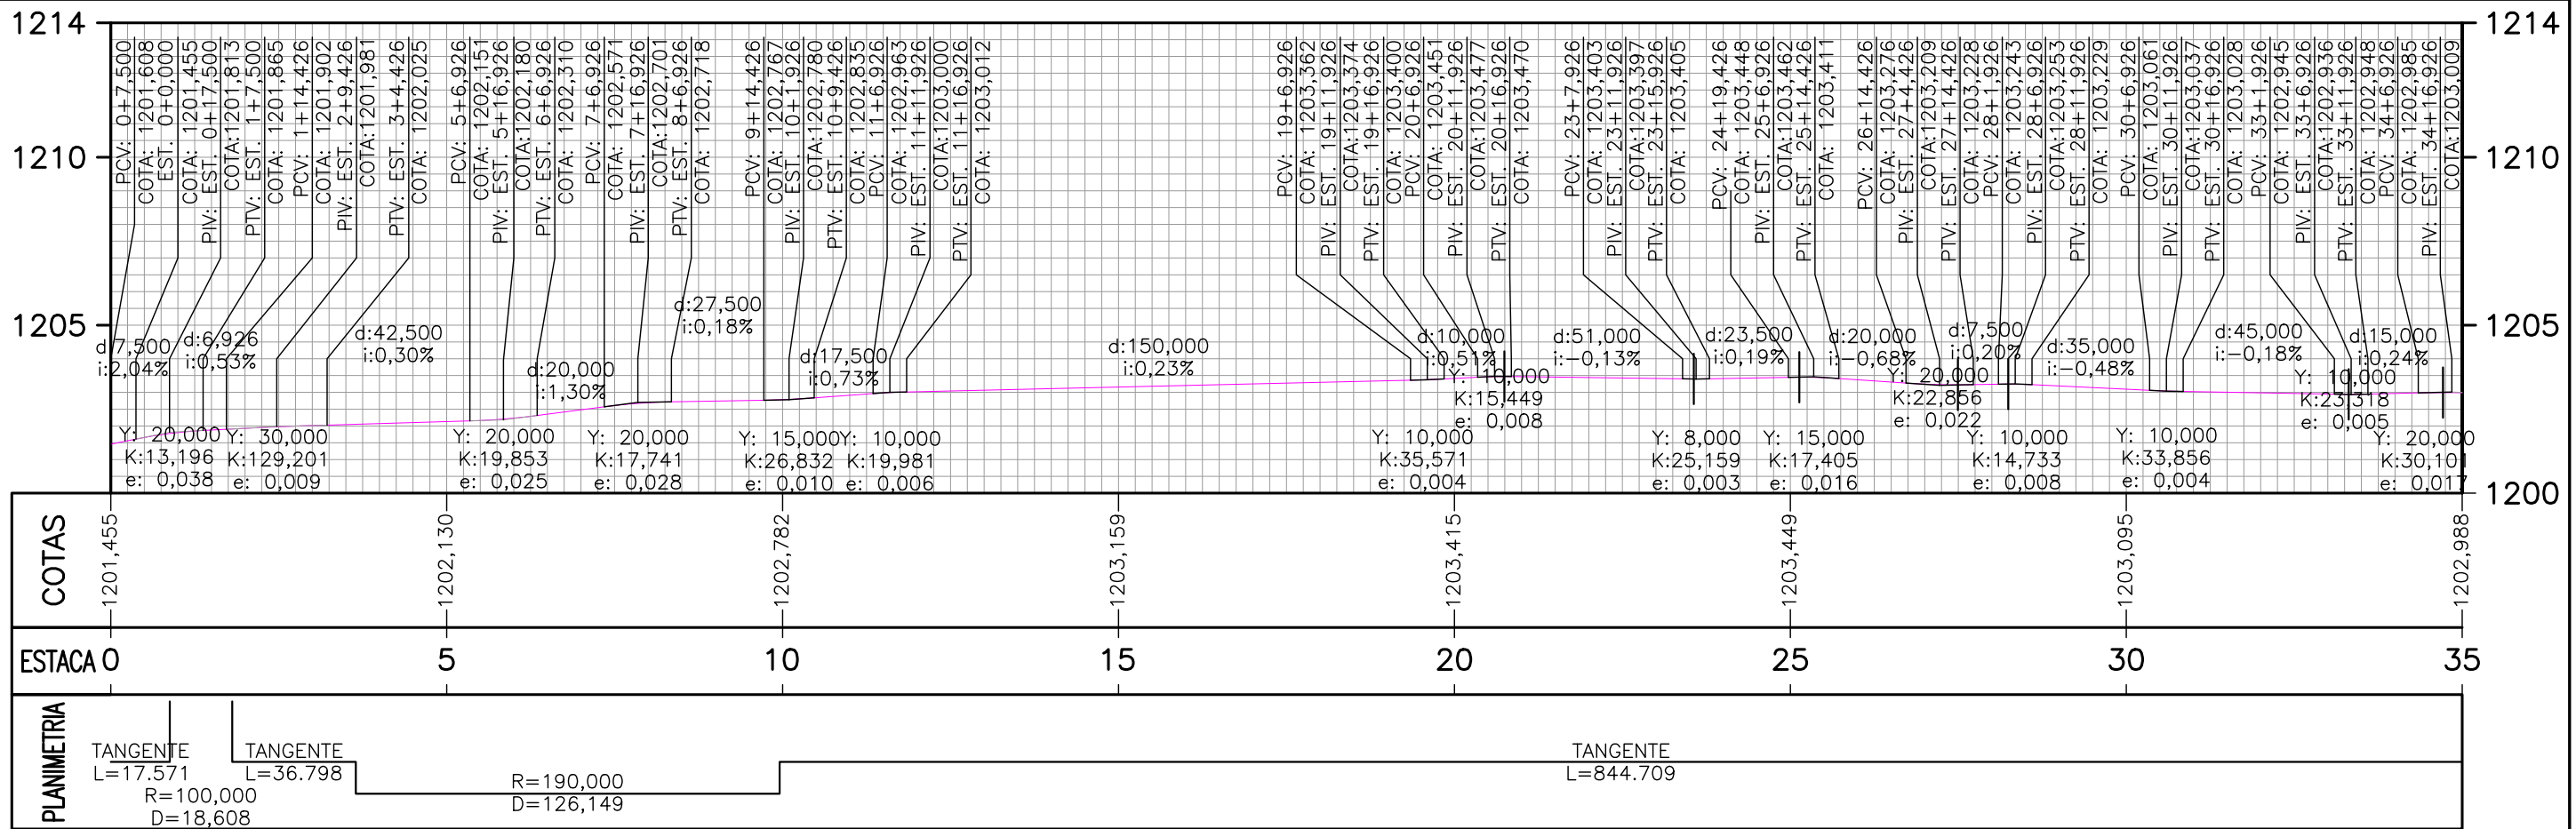 1214
1210
1205
PCV: 0+7,500
COTA: 1201,608
EST. 0+0,000
COTA: 1201,455
PIV: EST. 0+17,500
COTA:1201,813
PTV: EST. 1+7,500
COTA: 1201,865
PCV: 1+14,426
COTA: 1201,902
PIV: EST. 2+9,426
COTA:1201,981
PTV: EST. 3+4,426
COTA: 1202,025
PCV: 5+6,926
COTA: 1202,151
PIV: EST. 5+16,926
COTA: 1202,180
PTV: EST. 6+6,926
COTA: 1202,310
PCV: 7+6,926
COTA: 1202,571
PIV: EST. 7+16,926
COTA:1202,701
PTV: EST. 8+6,926
COTA: 1202,718
PCV: 9+14,426
COTA: 1202,767
PIV: EST. 10+1,926
COTA: 1202,780
PTV: EST. 10+9,426
COTA: 1202,835
PCV: 11+6,926
COTA: 1202,963
PIV: EST. 11+11,926
COTA:1203,000
PTV: EST. 11+16,926
COTA: 1203,012
PCV: 19+6,926
COTA: 1203,362
PIV: EST. 19+11,926
COTA:1203,374
PTV: EST. 19+16,926
COTA: 1203,400
PCV: 20+6,926
COTA: 1203,451
PIV: EST. 20+11,926
COTA:1203,477
PTV: EST. 20+16,926
COTA: 1203,470
PCV: 23+7,926
COTA: 1203,403
PIV: EST. 23+11,926
COTA:1203,397
PTV: EST. 23+15,926
COTA: 1203,405
PCV: 24+19,426
COTA: 1203,448
PIV: EST. 25+6,926
COTA:1203,462
PTV: EST. 25+14,426
COTA: 1203,411
PCV: 26+14,426
COTA: 1203,276
PIV: EST. 27+4,426
COTA:1203,209
PTV: EST. 27+14,426
COTA: 1203,228
PCV: 28+1,926
COTA: 1203,243
PIV: EST. 28+6,926
COTA: 1203,253
PTV: EST. 28+11,926
COTA: 1203,229
PCV: 30+6,926
COTA: 1203,061
PIV: EST. 30+11,926
COTA:1203,037
PTV: EST. 30+16,926
COTA: 1203,028
PCV: 33+1,926
COTA: 1202,945
PIV: EST. 33+6,926
COTA:1202,936
PTV: EST. 33+11,926
COTA: 1202,948
PCV: 34+6,926
COTA: 1202,985
PIV: EST. 34+16,926
COTA:1203,009
1214
1210
1205
1200
d:7,500
i:2,04%
d:6,926
i:0,53%
d:42,500
i:0,30%
d:20,000
i:1,30%
d:27,500
i:0,18%
d:17,500
i:0,73%
d:150,000
i:0,23%
d:10,000
i:0,51%
d:51,000
i:-0,13%
d:23,500
i:0,19%
d:20,000
i:-0,68%
d:7,500
i:0,20%
d:35,000
i:-0,48%
d:45,000
i:-0,18%
d:15,000
i:0,24%
Y: 20,000
K:13,196
e: 0,038
Y: 30,000
K:129,201
e: 0,009
Y: 20,000
K:19,853
e: 0,025
Y: 20,000
K:17,741
e: 0,028
Y: 15,000
K:26,832
e: 0,010
Y: 10,000
K:19,981
e: 0,006
Y: 10,000
K:35,571
e: 0,004
Y: 10,000
K:15,449
e: 0,008
Y: 8,000
K:25,159
e: 0,003
Y: 15,000
K:17,405
e: 0,016
Y: 20,000
K:22,856
e: 0,022
Y: 10,000
K:14,733
e: 0,008
Y: 10,000
K:33,856
e: 0,004
Y: 10,000
K:23,318
e: 0,005
Y: 20,000
K:30,101
e: 0,017
COTAS
1201,455
1202,130
1202,782
1203,159
1203,415
1203,449
1203,095
1202,988
ESTACA 0 5 10 15 20 25 30 35
PLANIMETRIA
TANGENTE
L=17.571
R=100,000
D=18,608
TANGENTE
L=36.798
R=190,000
D=126,149
TANGENTE
L=844.709